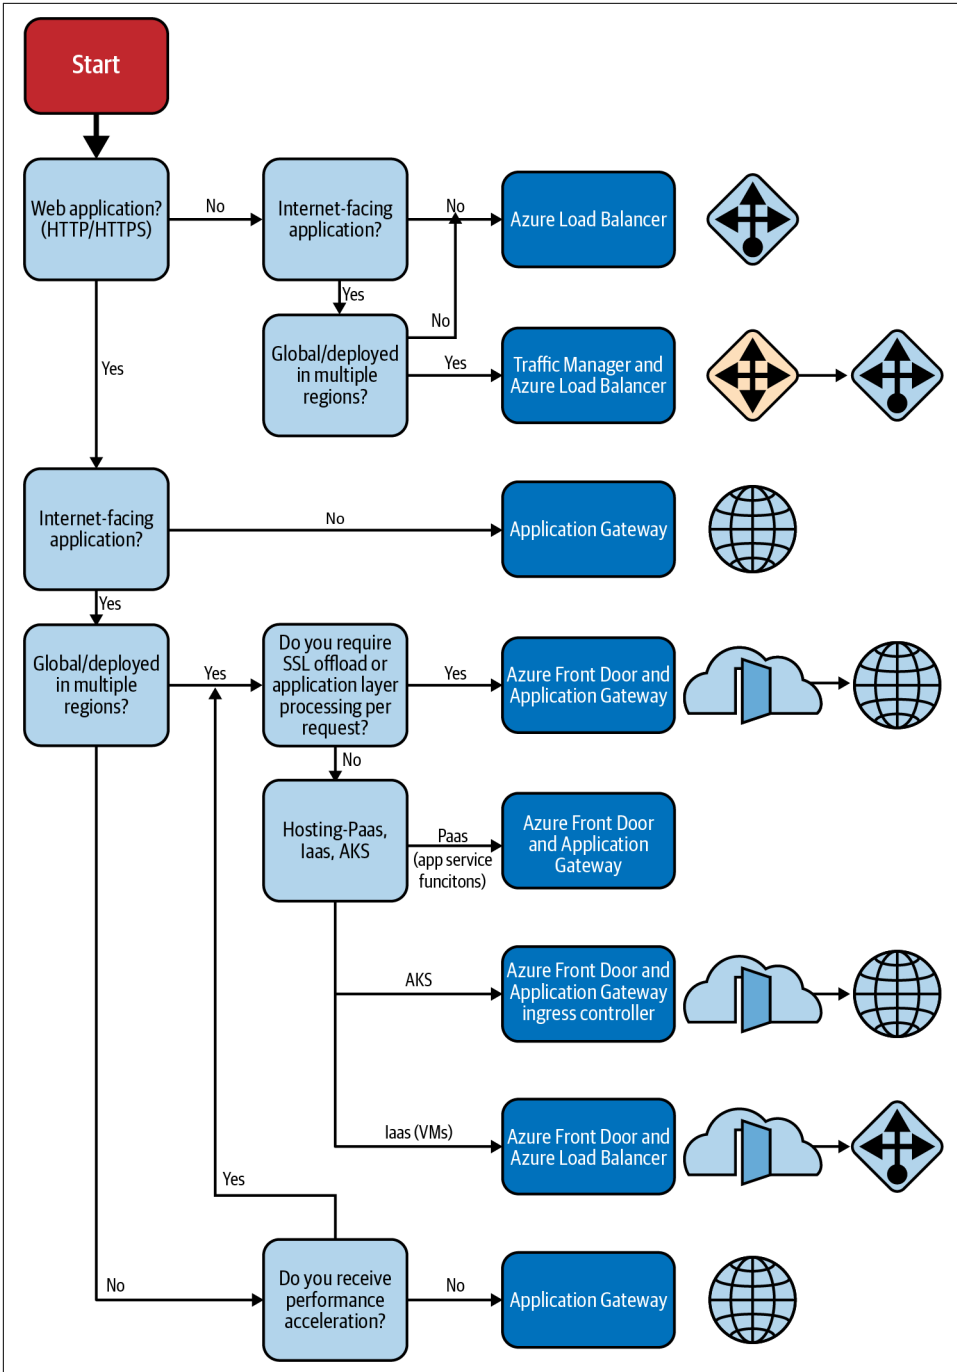 Start
Web application?
(HTTP/HTTPS)
No
Internet-facing
application?
No
Azure Load Balancer
Yes
No
Global/deployed
in multiple
regions?
Yes
Traffic Manager and
Azure Load Balancer
Yes
Internet-facing
application?
No
Application Gateway
Yes
Global/deployed
in multiple
regions?
Yes
Do you require
SSL offload or
application layer
processing per
request?
Yes
Azure Front Door and
Application Gateway
No
Hosting-Paas,
Iaas, AKS
Paas
(app service
funcitons)
Azure Front Door
and Application
Gateway
AKS
Azure Front Door and
Application Gateway
ingress controller
Iaas (VMs)
Azure Front Door and
Azure Load Balancer
Yes
No
Do you receive
performance
acceleration?
No
Application Gateway